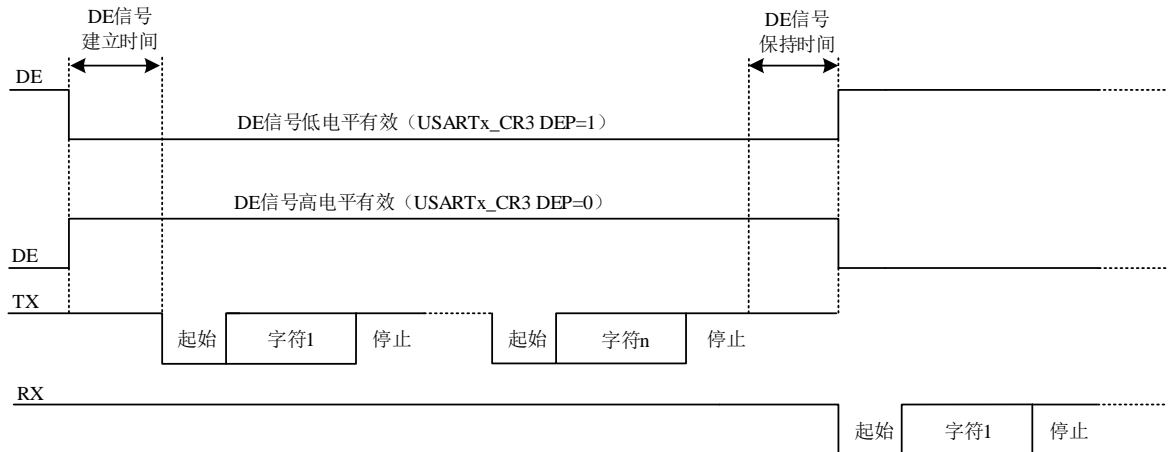 DE信号
建立时间
DE信号
保持时间
DE
DE信号低电平有效（USARTx_CR3 DEP=1）
DE信号高电平有效（USARTx_CR3 DEP=0）
DE
TX
起始 字符1 停止 起始 字符n 停止
RX
起始 字符1 停止